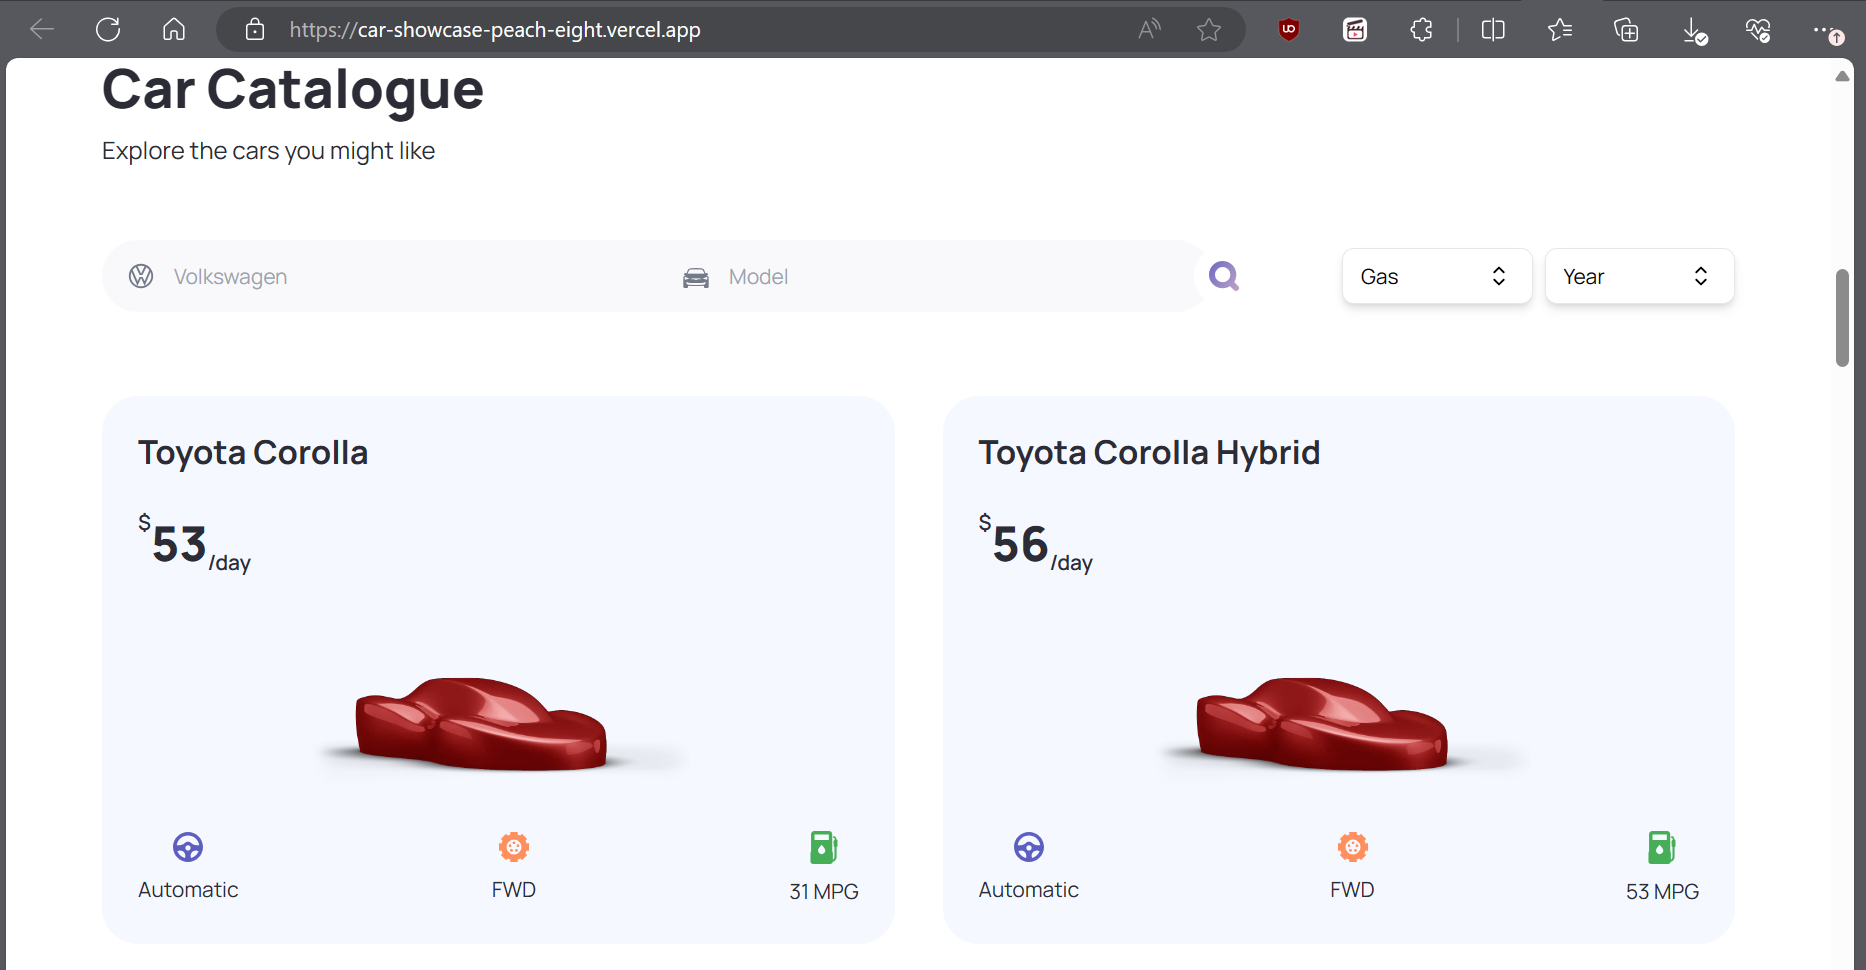 https://car-showcase-peach-eight.vercel.app
Car Catalogue
Explore the cars you might like
Volkswagen
Model
Gas
Year
Toyota Corolla
$53/day
Automatic
FWD
31 MPG
Toyota Corolla Hybrid
$56/day
Automatic
FWD
53 MPG